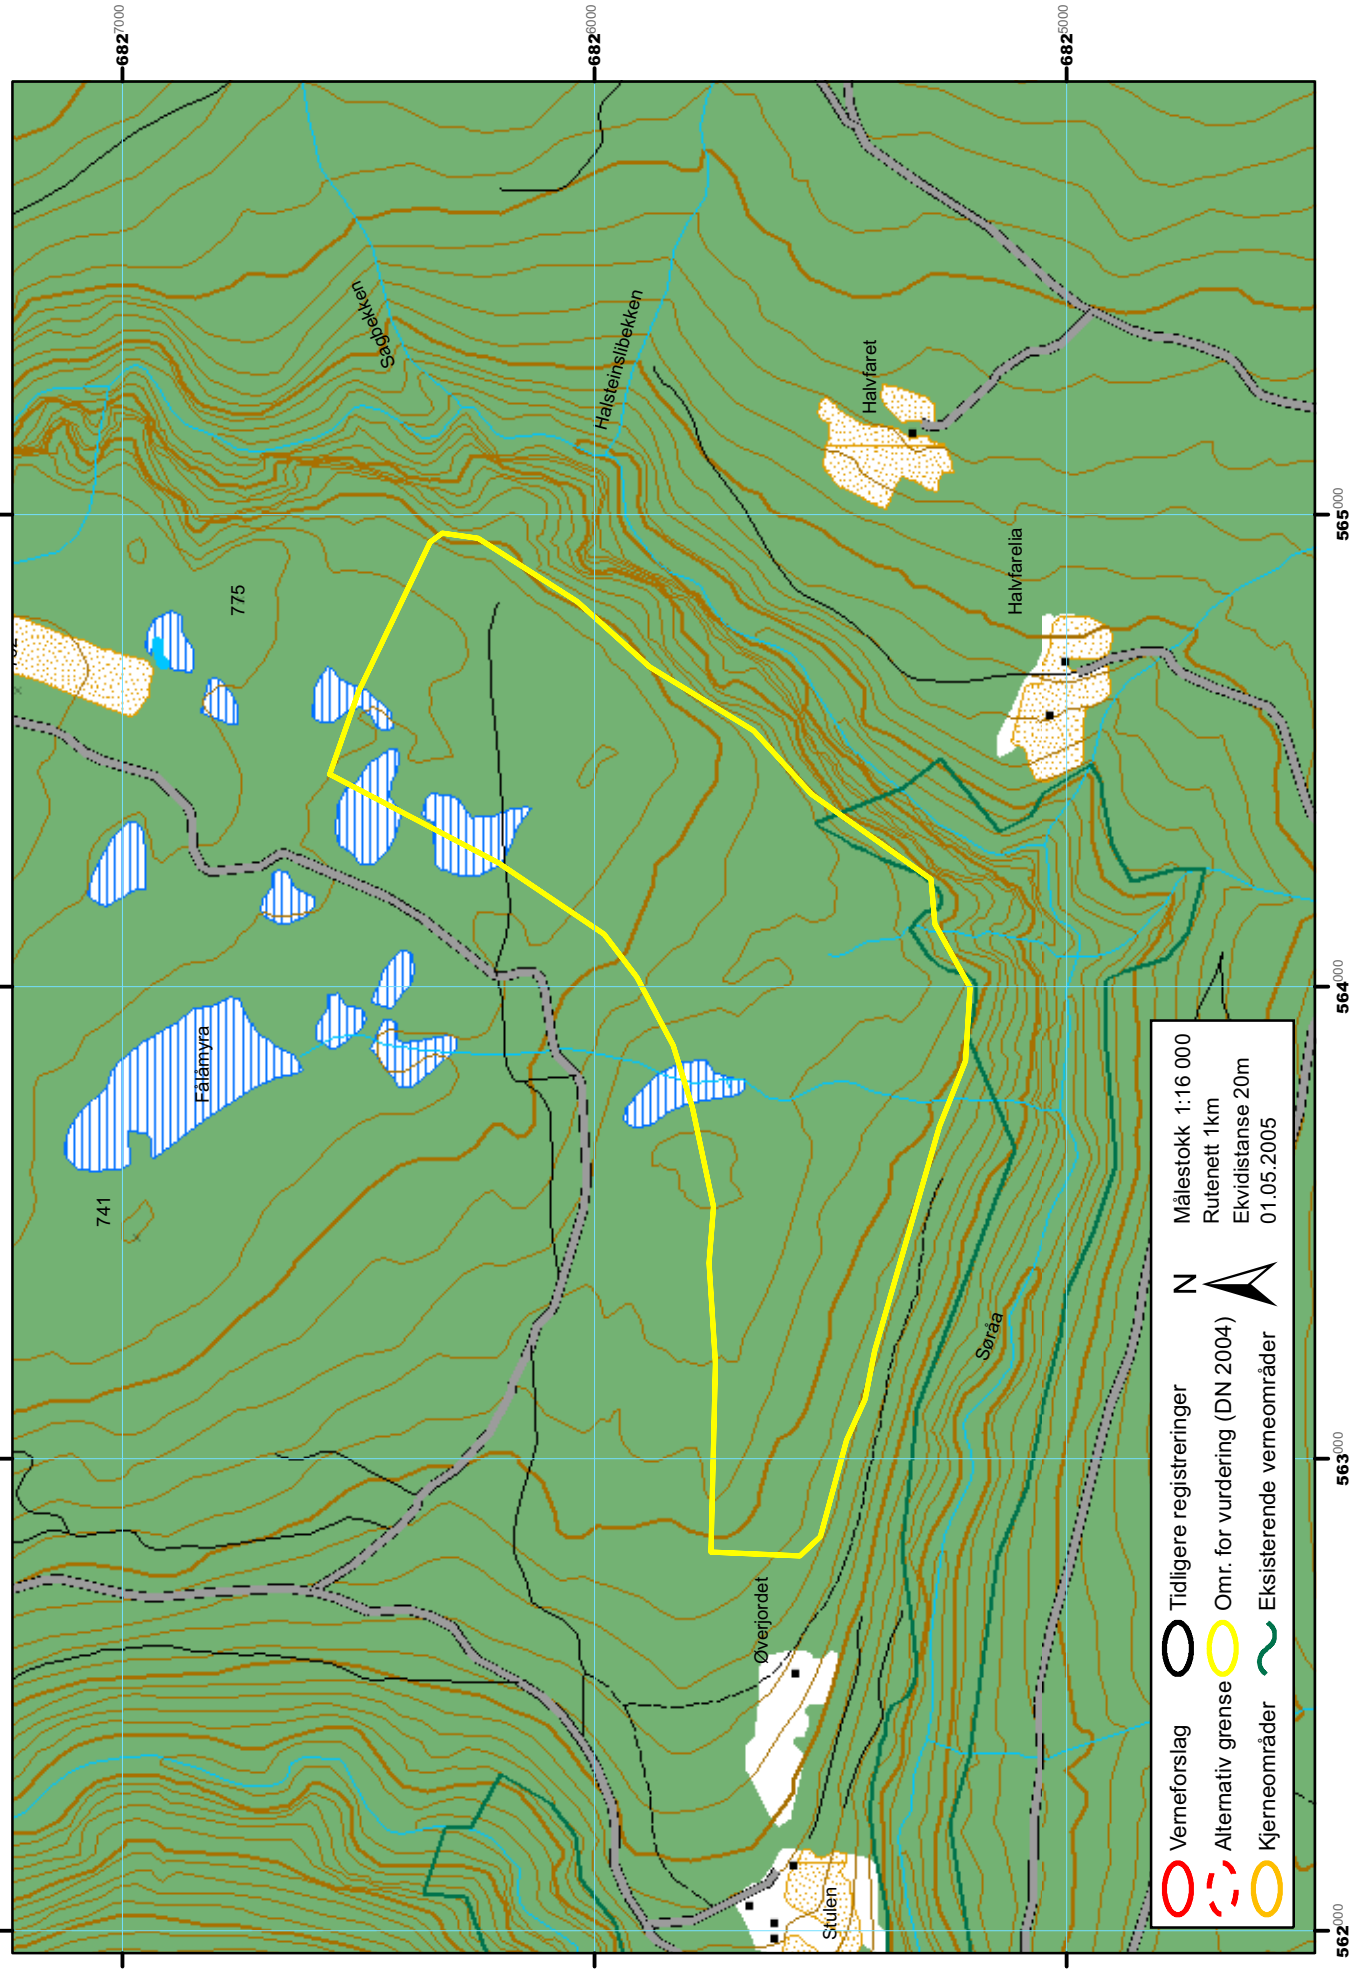 6827000
6826000
6825000
565000
564000
563000
562000
Sagbekken
Halsteinslibekken
Halvfaret
Halvfarelia
775
Fålåmyra
741
Søråa
Øverjordet
Stulen
Verneforslag
Alternativ grense (DN 2004)
Kjerneområder
Tidligere registreringer
Omr. for vurdering
Eksisterende verneområder
N
Målestokk 1:16 000
Rutenett 1km
Ekvidistanse 20m
01.05.2005